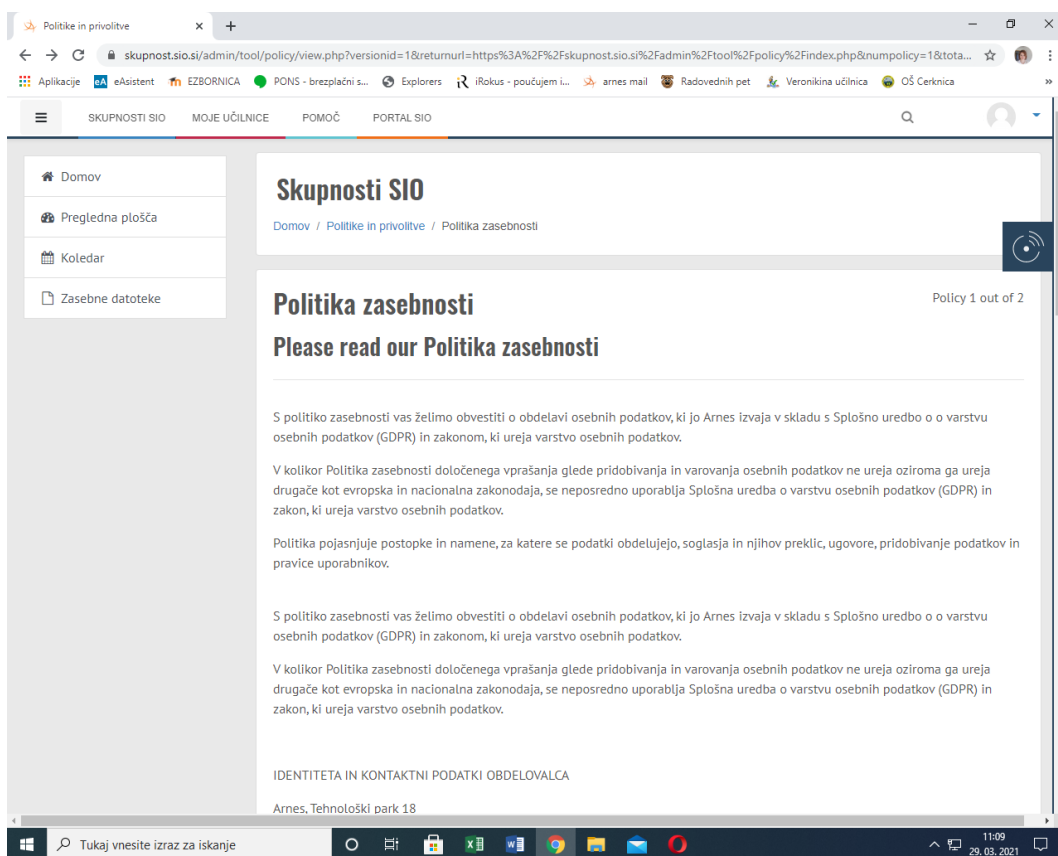 Politike in privolitve
skupnost.sio.si/admin/tool/policy/view.php?versionid=1&returnurl=https%3A%2F%2Fskupnost.sio.si%2Fadmin%2Ftool%2Fpolicy%2Findex.php&numpolicy=1&tota...
Aplikacije eA eAsistent EZBORNICA PONS - brezplačni s... Explorers iRokus - poučujem i... arnes mail Radovednih pet Veronikina učilnica OŠ Cerknica »
SKUPNOSTI SIO MOJE UČILNICE POMOČ PORTAL SIO
Domov
Pregledna plošča
Koledar
Zasebne datoteke
Skupnosti SIO
Domov / Politike in privolitve / Politika zasebnosti
Politika zasebnosti
Policy 1 out of 2
Please read our Politika zasebnosti
S politiko zasebnosti vas želimo obvestiti o obdelavi osebnih podatkov, ki jo Arnes izvaja v skladu s Splošno uredbo o o varstvu
osebnih podatkov (GDPR) in zakonom, ki ureja varstvo osebnih podatkov.
V kolikor Politika zasebnosti določenega vprašanja glede pridobivanja in varovanja osebnih podatkov ne ureja oziroma ga ureja
drugače kot evropska in nacionalna zakonodaja, se neposredno uporablja Splošna uredba o varstvu osebnih podatkov (GDPR) in
zakon, ki ureja varstvo osebnih podatkov.
Politika pojasnjuje postopke in namene, za katere se podatki obdelujejo, soglasja in njihov preklic, ugovore, pridobivanje podatkov in
pravice uporabnikov.
S politiko zasebnosti vas želimo obvestiti o obdelavi osebnih podatkov, ki jo Arnes izvaja v skladu s Splošno uredbo o o varstvu
osebnih podatkov (GDPR) in zakonom, ki ureja varstvo osebnih podatkov.
V kolikor Politika zasebnosti določenega vprašanja glede pridobivanja in varovanja osebnih podatkov ne ureja oziroma ga ureja
drugače kot evropska in nacionalna zakonodaja, se neposredno uporablja Splošna uredba o varstvu osebnih podatkov (GDPR) in
zakon, ki ureja varstvo osebnih podatkov.
IDENTITETA IN KONTAKTNI PODATKI OBDELOVALCA
Arnes, Tehnološki park 18
Tukaj vnesite izraz za iskanje
11:09
29. 03. 2021